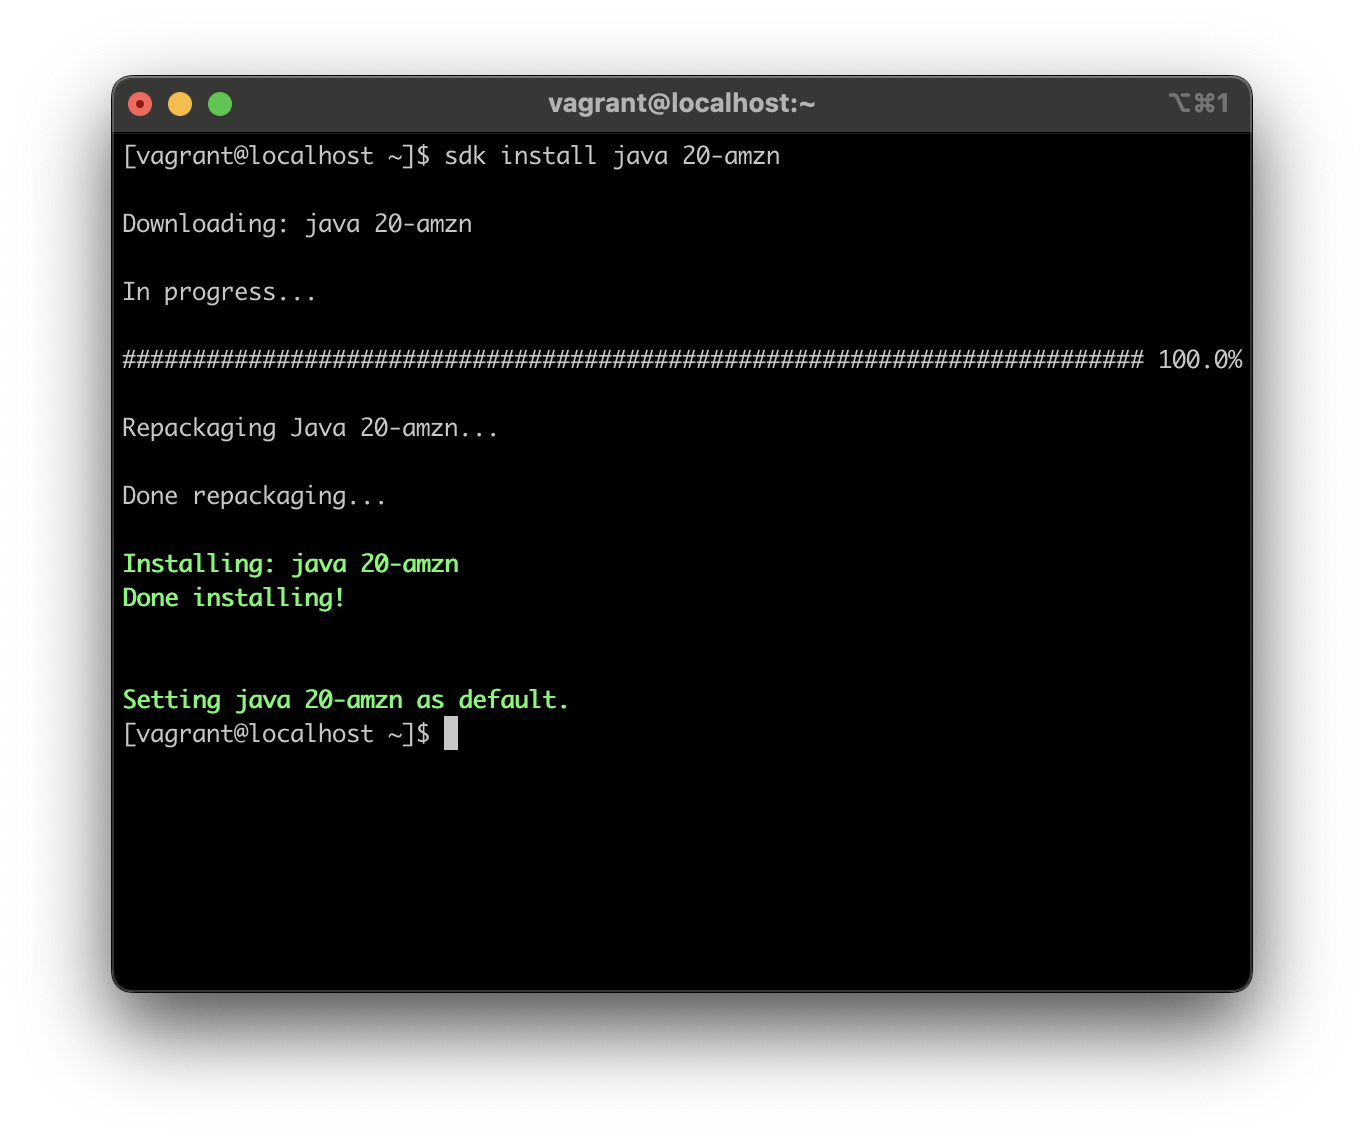 vagrant@localhost:~
⌥⌘1
[vagrant@localhost ~]$ sdk install java 20-amzn
Downloading: java 20-amzn
In progress...
######################################################################### 100.0%
Repackaging Java 20-amzn...
Done repackaging...
Installing: java 20-amzn
Done installing!
Setting java 20-amzn as default.
[vagrant@localhost ~]$